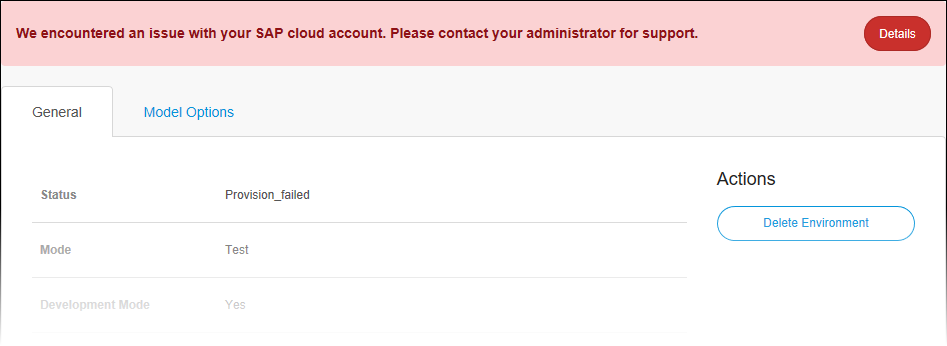 We encountered an issue with your SAP cloud account. Please contact your administrator for support.
Details
General
Model Options
Status
Provision_failed
Actions
Delete Environment
Mode
Test
Development Mode
Yes